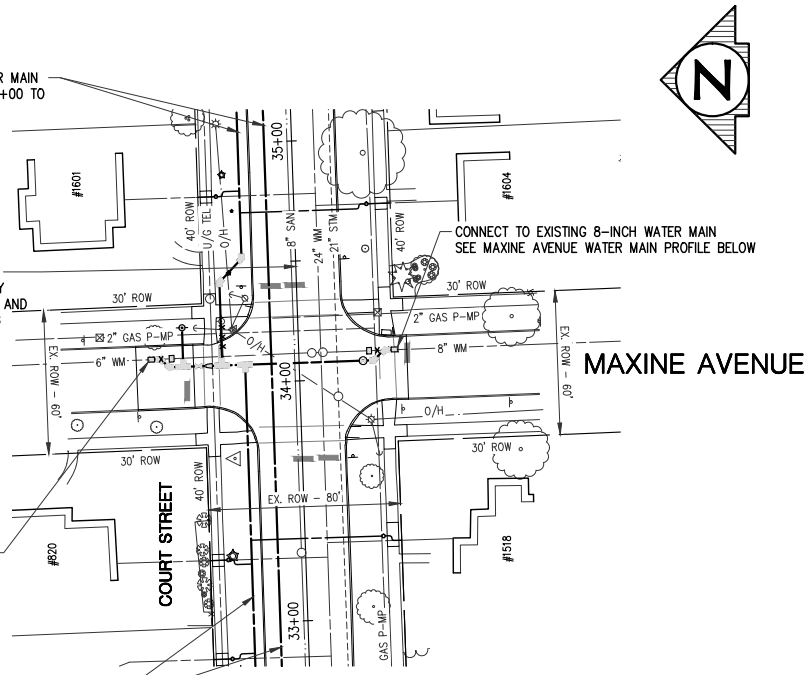 N
R MAIN
+00 TO
35+00
#1601
#1604
40' ROW
U/G TEL
O/H
8" SAN
24" WM
21" STM
40' ROW
CONNECT TO EXISTING 8-INCH WATER MAIN
SEE MAXINE AVENUE WATER MAIN PROFILE BELOW
Y
AND
30' ROW
30' ROW
2" GAS P-MP
2" GAS P-MP
O/H
6" WM
8" WM
EX. ROW - 60'
EX. ROW - 60'
MAXINE AVENUE
34+00
O/H
30' ROW
30' ROW
40' ROW
EX. ROW - 80'
COURT STREET
#820
#1518
33+00
GAS P-MP